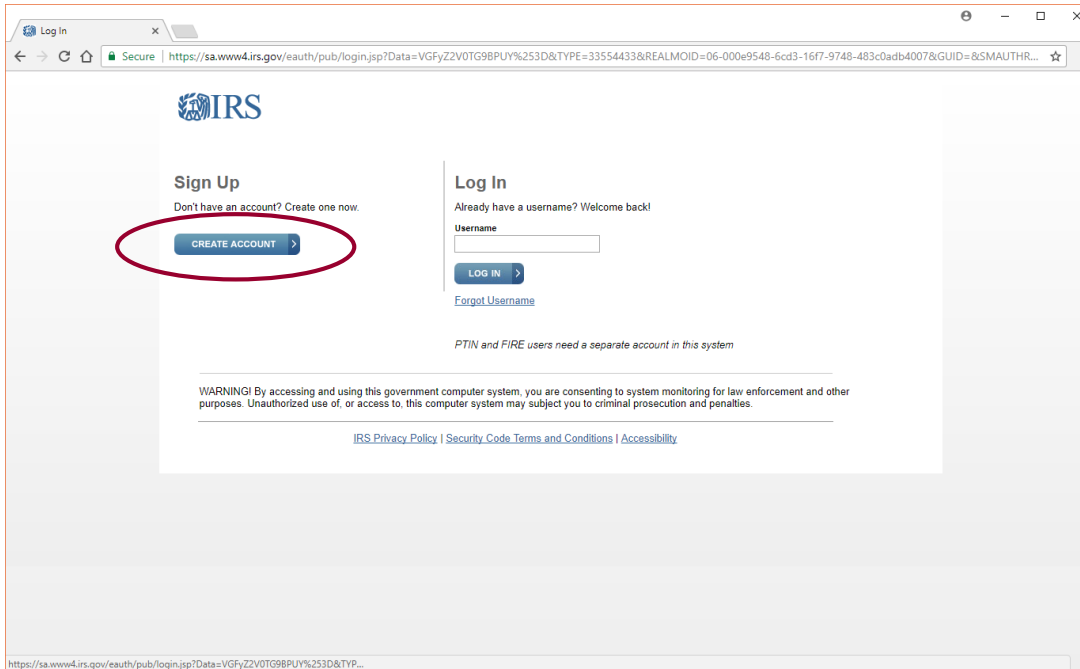 Log In
Secure | https://sa.www4.irs.gov/eauth/pub/login.jsp?Data=VGFyZ2V0TG9BPUY%253D&TYPE=33554433&REALMOID=06-000e9548-6cd3-16f7-9748-483c0adb4007&GUID=&SMAUTHR...
IRS
Sign Up
Don't have an account? Create one now.
CREATE ACCOUNT
Log In
Already have a username? Welcome back!
Username
LOG IN
Forgot Username
PTIN and FIRE users need a separate account in this system
WARNING! By accessing and using this government computer system, you are consenting to system monitoring for law enforcement and other
purposes. Unauthorized use of, or access to, this computer system may subject you to criminal prosecution and penalties.
IRS Privacy Policy | Security Code Terms and Conditions | Accessibility
https://sa.www4.irs.gov/eauth/pub/login.jsp?Data=VGFyZ2V0TG9BPUY%253D&TYP...